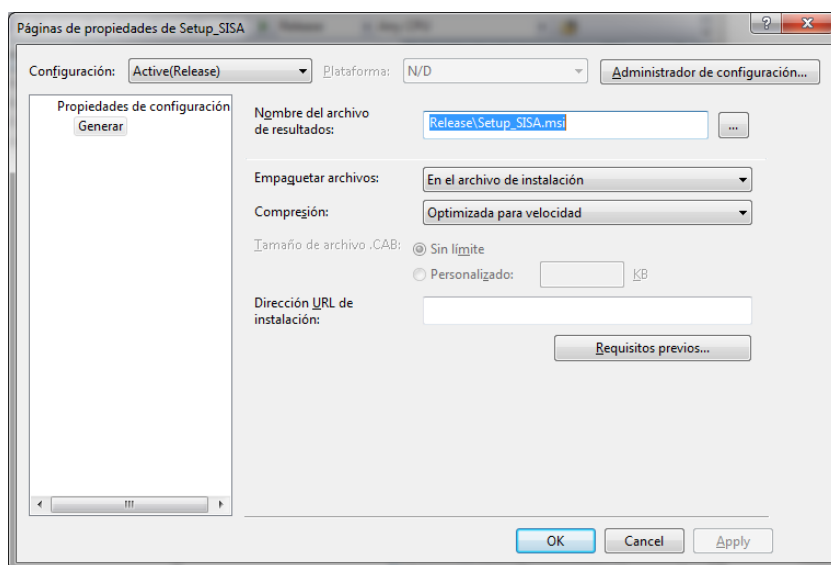 Páginas de propiedades de Setup_SISA
Configuración: Active(Release) Plataforma: N/D Administrador de configuración...
Propiedades de configuración
Generar
Nombre del archivo de resultados: Release\Setup_SISA.msi ...
Empaquetar archivos: En el archivo de instalación
Compresión: Optimizada para velocidad
Tamaño de archivo .CAB: Sin límite
Personalizado: KB
Dirección URL de instalación:
Requisitos previos...
OK Cancel Apply